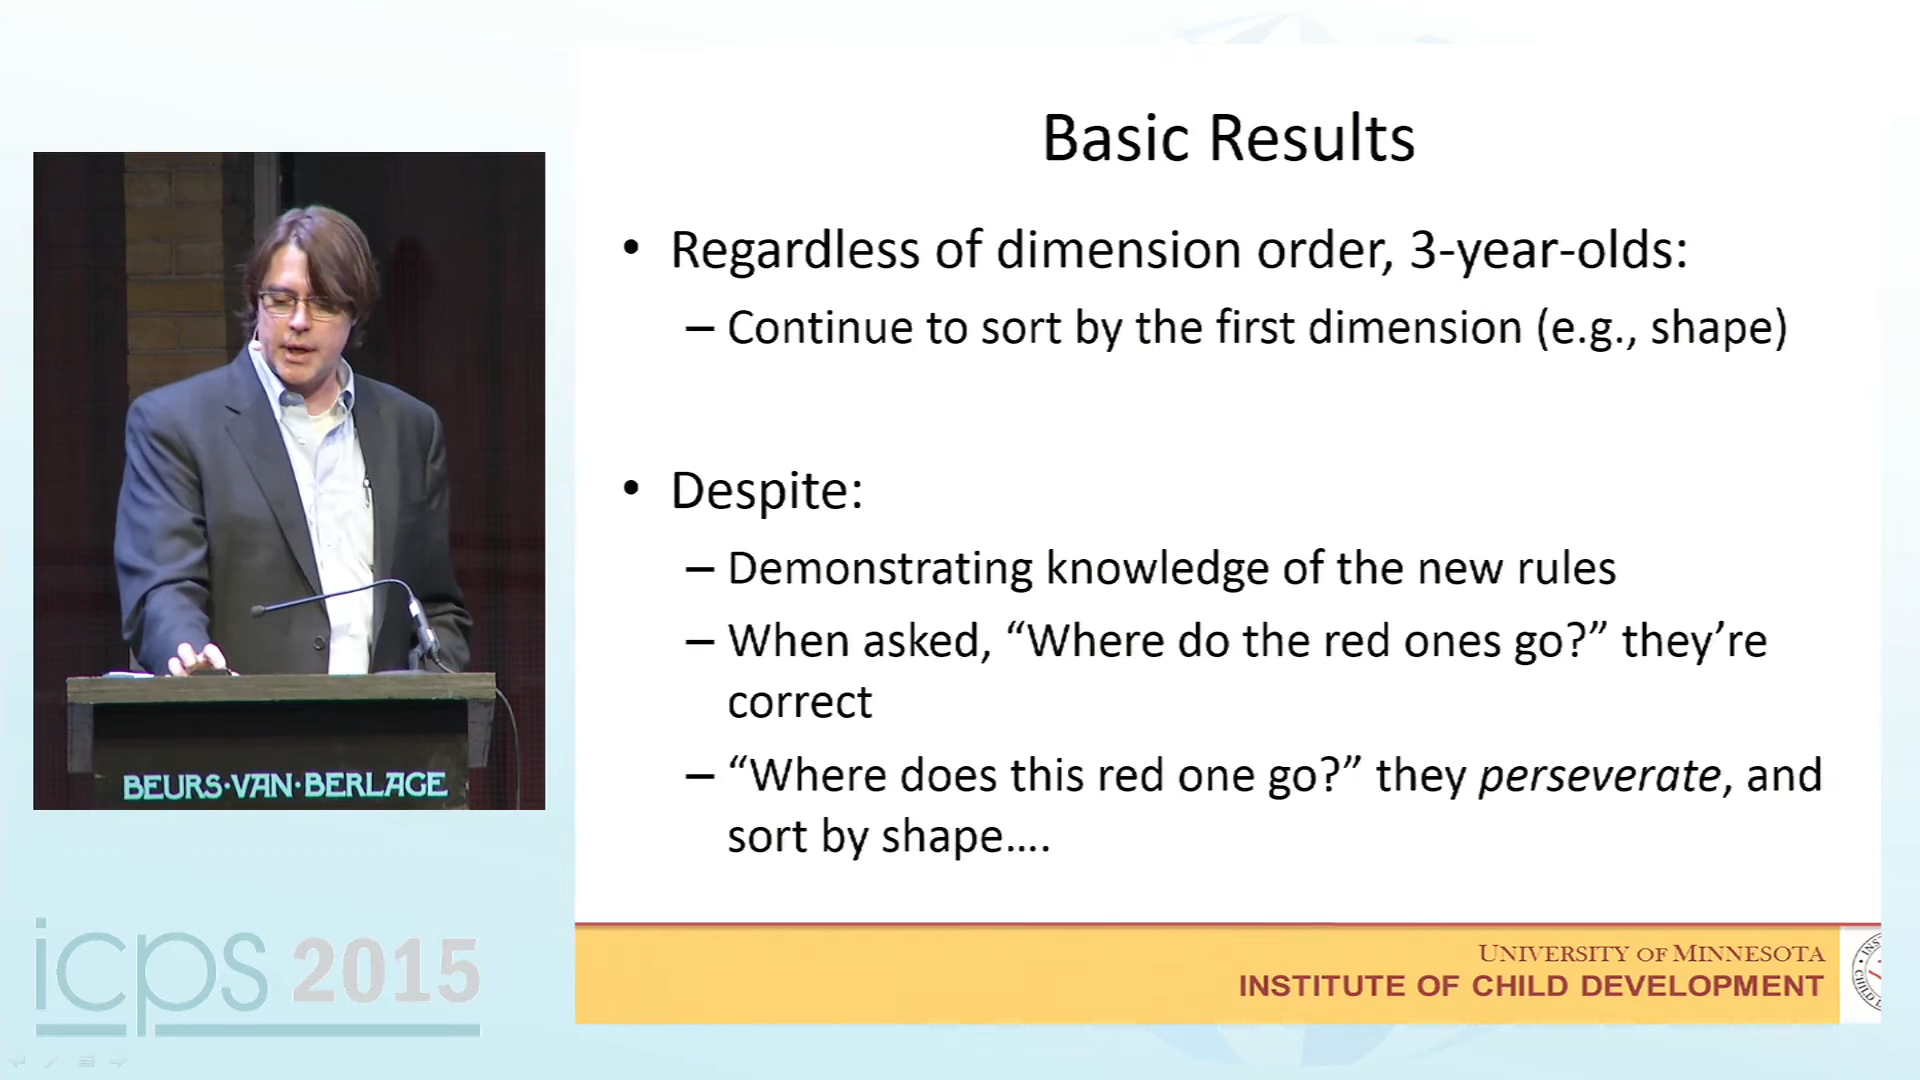 Basic Results
• Regardless of dimension order, 3-year-olds:
– Continue to sort by the first dimension (e.g., shape)
• Despite:
– Demonstrating knowledge of the new rules
– When asked, “Where do the red ones go?” they’re
correct
– “Where does this red one go?” they perseverate, and
sort by shape....
BEURS·VAN·BERLAGE
icps 2015
UNIVERSITY OF MINNESOTA
INSTITUTE OF CHILD DEVELOPMENT